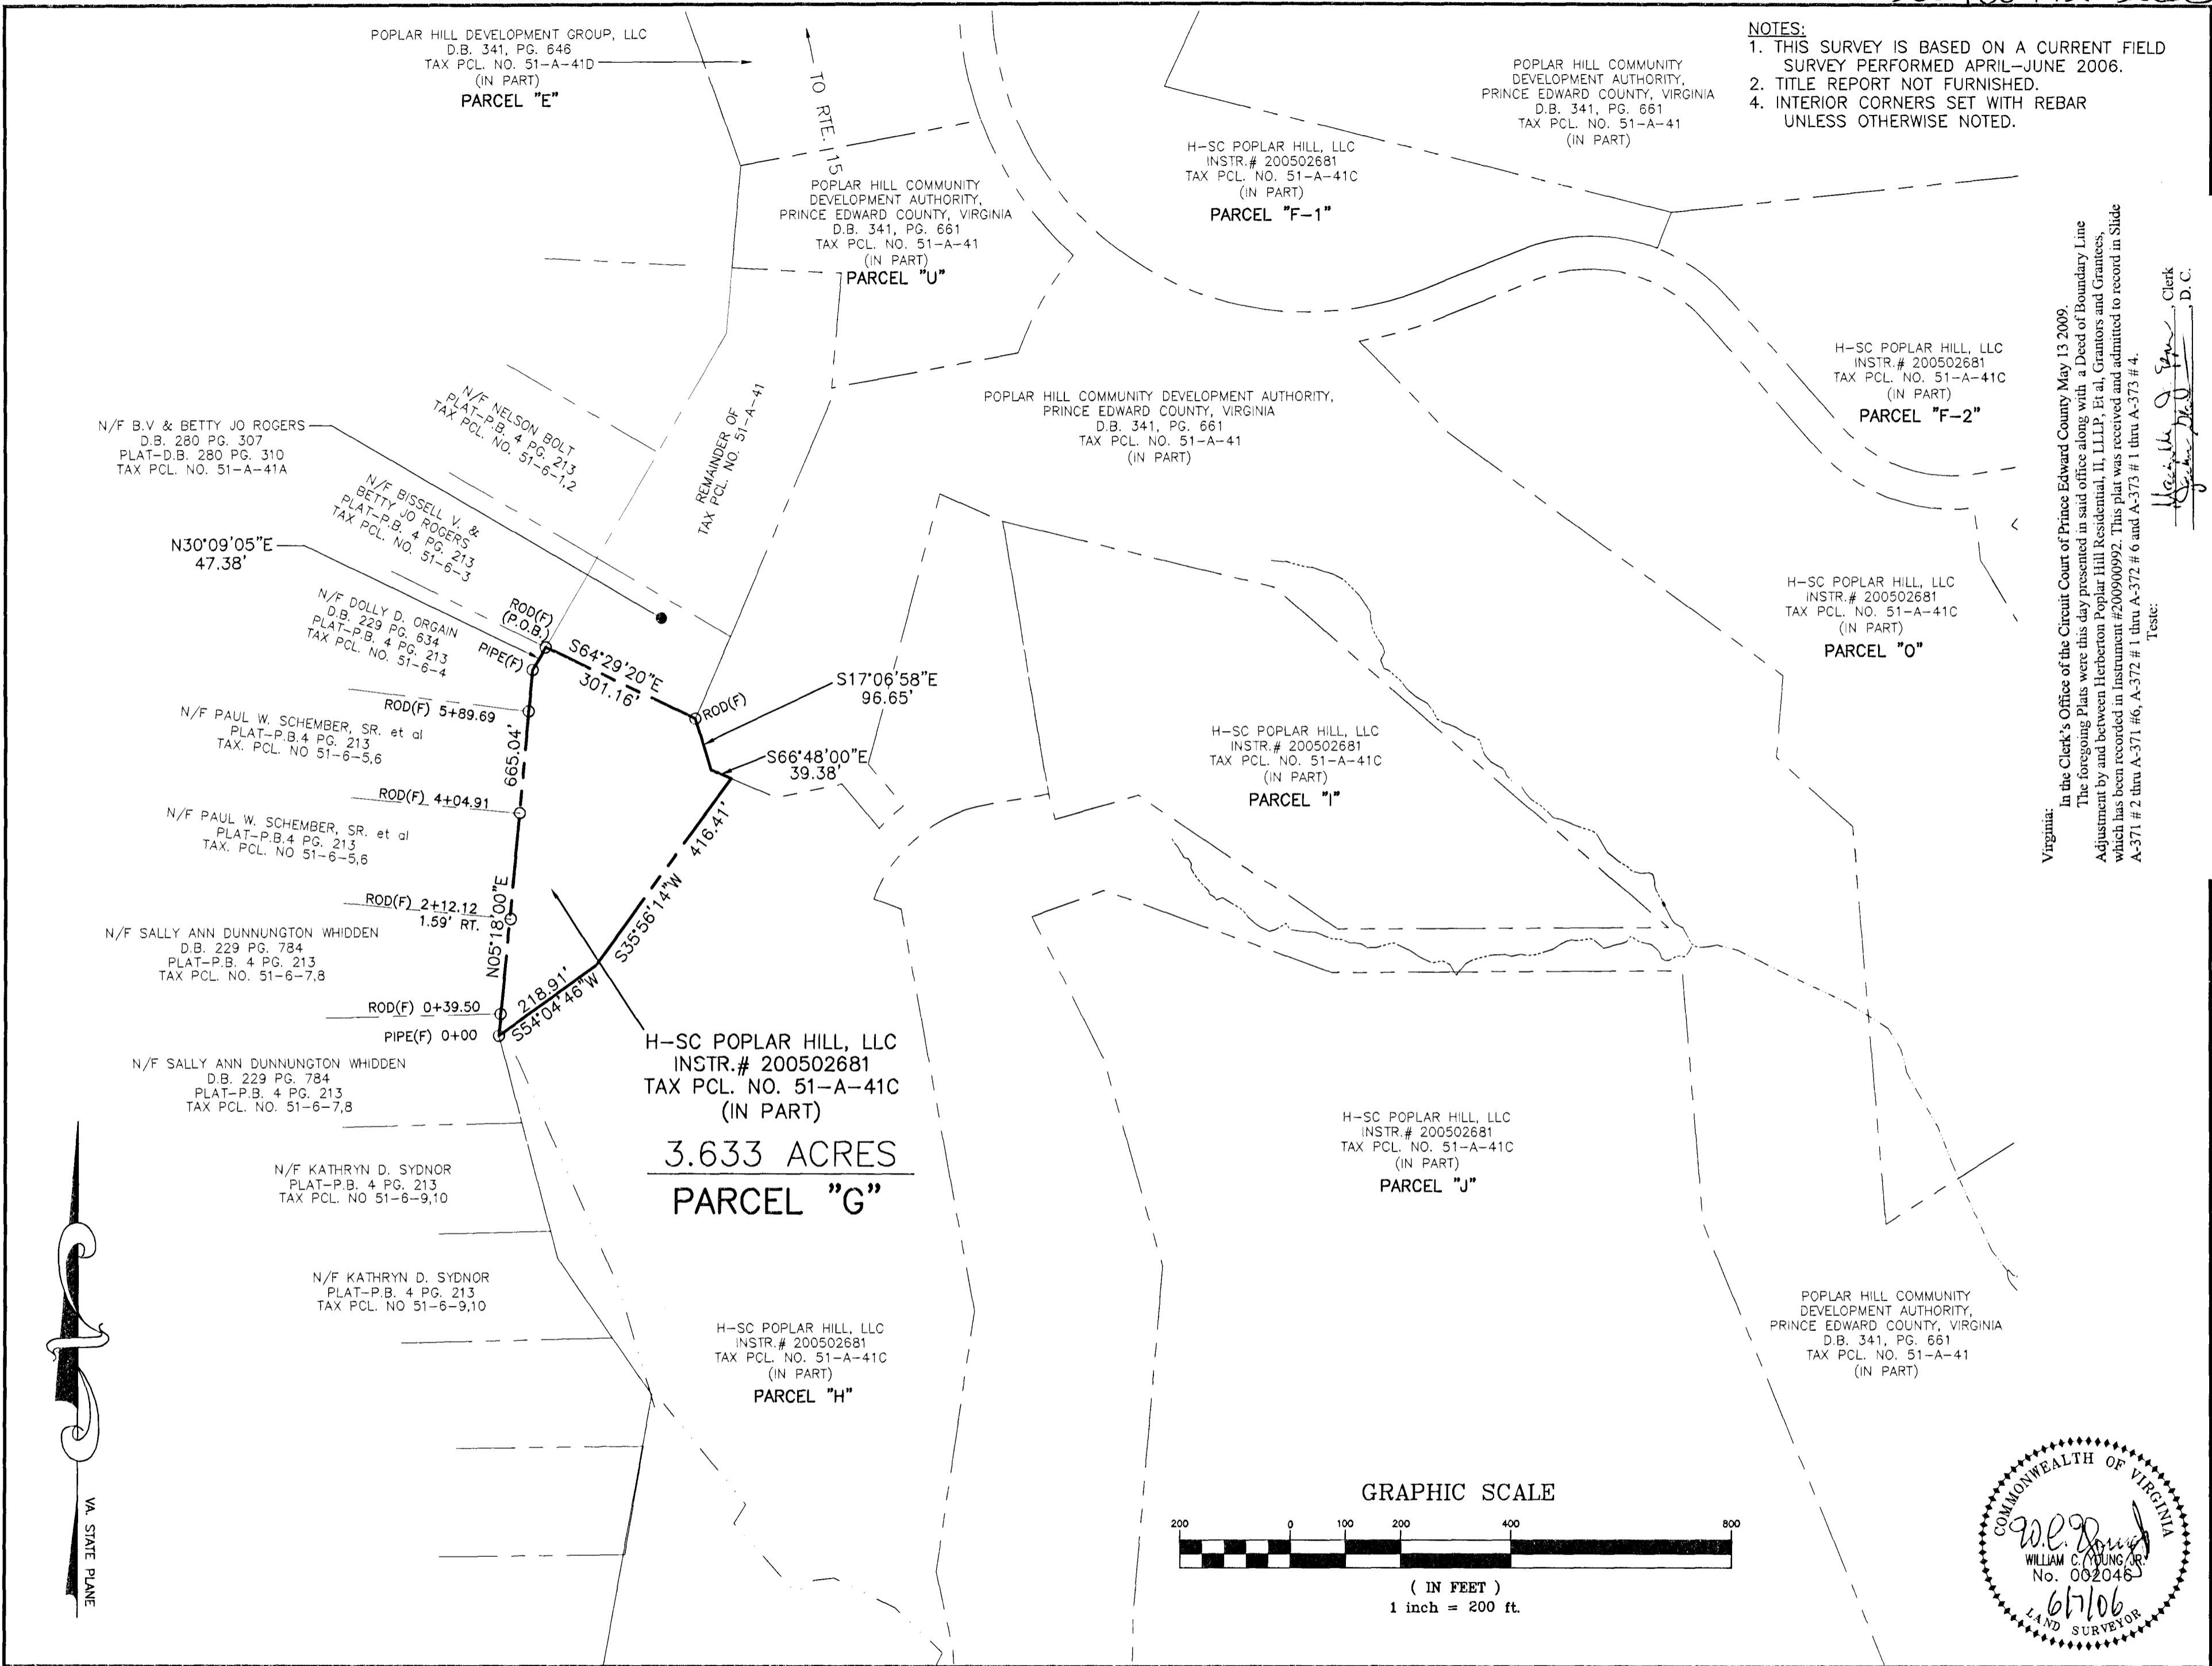 POPLAR HILL DEVELOPMENT GROUP, LLC
D.B. 341, PG. 646
TAX PCL. NO. 51-A-41D
(IN PART)
PARCEL "E"
TO RTE. 115
NOTES:
1. THIS SURVEY IS BASED ON A CURRENT FIELD
SURVEY PERFORMED APRIL-JUNE 2006.
2. TITLE REPORT NOT FURNISHED.
4. INTERIOR CORNERS SET WITH REBAR
UNLESS OTHERWISE NOTED.
POPLAR HILL COMMUNITY
DEVELOPMENT AUTHORITY,
PRINCE EDWARD COUNTY, VIRGINIA
D.B. 341, PG. 661
TAX PCL. NO. 51-A-41
(IN PART)
H-SC POPLAR HILL, LLC
INSTR.# 200502681
TAX PCL. NO. 51-A-41C
(IN PART)
PARCEL "F-1"
POPLAR HILL COMMUNITY
DEVELOPMENT AUTHORITY,
PRINCE EDWARD COUNTY, VIRGINIA
D.B. 341, PG. 661
TAX PCL. NO. 51-A-41
(IN PART)
PARCEL "U"
H-SC POPLAR HILL, LLC
INSTR.# 200502681
TAX PCL. NO. 51-A-41C
(IN PART)
PARCEL "F-2"
POPLAR HILL COMMUNITY DEVELOPMENT AUTHORITY,
PRINCE EDWARD COUNTY, VIRGINIA
D.B. 341, PG. 661
TAX PCL. NO. 51-A-41
(IN PART)
REMAINDER OF
TAX PCL. NO. 51-A-41
N/F NELSON BOLT
PLAT-P.B. 4 PG. 213
TAX PCL. NO. 51-6-1,2
N/F B.V & BETTY JO ROGERS
D.B. 280 PG. 307
PLAT-D.B. 280 PG. 310
TAX PCL. NO. 51-A-41A
N/F BISSELL V. &
BETTY JO ROGERS
PLAT-P.B. 4 PG. 213
TAX PCL. NO. 51-6-3
N30°09'05"E
47.38'
N/F DOLLY D. ORGAIN
D.B. 229 PG. 634
PLAT-P.B. 4 PG. 213
TAX PCL. NO. 51-6-4
ROD(F)
(P.O.B.)
PIPE(F)
S64°29'20"E
301.16'
ROD(F)
S17°06'58"E
96.65'
S66°48'00"E
39.38'
ROD(F) 5+89.69
N/F PAUL W. SCHEMBER, SR. et al
PLAT-P.B.4 PG. 213
TAX. PCL. NO 51-6-5,6
665.04'
N05°18'00"E
ROD(F) 4+04.91
N/F PAUL W. SCHEMBER, SR. et al
PLAT-P.B.4 PG. 213
TAX. PCL. NO 51-6-5,6
416.41'
S35°56'14"W
ROD(F) 2+12.12
1.59' RT.
N/F SALLY ANN DUNNUNGTON WHIDDEN
D.B. 229 PG. 784
PLAT-P.B. 4 PG. 213
TAX PCL. NO. 51-6-7,8
218.91'
S54°04'46"W
ROD(F) 0+39.50
PIPE(F) 0+00
N/F SALLY ANN DUNNUNGTON WHIDDEN
D.B. 229 PG. 784
PLAT-P.B. 4 PG. 213
TAX PCL. NO. 51-6-7,8
H-SC POPLAR HILL, LLC
INSTR.# 200502681
TAX PCL. NO. 51-A-41C
(IN PART)
3.633 ACRES
PARCEL "G"
N/F KATHRYN D. SYDNOR
PLAT-P.B. 4 PG. 213
TAX PCL. NO 51-6-9,10
N/F KATHRYN D. SYDNOR
PLAT-P.B. 4 PG. 213
TAX PCL. NO 51-6-9,10
H-SC POPLAR HILL, LLC
INSTR.# 200502681
TAX PCL. NO. 51-A-41C
(IN PART)
PARCEL "H"
H-SC POPLAR HILL, LLC
INSTR.# 200502681
TAX PCL. NO. 51-A-41C
(IN PART)
PARCEL "I"
H-SC POPLAR HILL, LLC
INSTR.# 200502681
TAX PCL. NO. 51-A-41C
(IN PART)
PARCEL "O"
H-SC POPLAR HILL, LLC
INSTR.# 200502681
TAX PCL. NO. 51-A-41C
(IN PART)
PARCEL "J"
POPLAR HILL COMMUNITY
DEVELOPMENT AUTHORITY,
PRINCE EDWARD COUNTY, VIRGINIA
D.B. 341, PG. 661
TAX PCL. NO. 51-A-41
(IN PART)
Virginia:
In the Clerk's Office of the Circuit Court of Prince Edward County May 13 2009.
The foregoing Plats were this day presented in said office along with a Deed of Boundary Line
Adjustment by and between Herberton Poplar Hill Residential, II, LLLP, Et al, Grantors and Grantees,
which has been recorded in Instrument #200900992. This plat was received and admitted to record in Slide
A-371 # 2 thru A-371 #6, A-372 # 1 thru A-372 # 6 and A-373 # 1 thru A-373 # 4.
Teste:
, Clerk
, D. C.
VA. STATE PLANE
GRAPHIC SCALE
200 0 100 200 400 800
( IN FEET )
1 inch = 200 ft.
COMMONWEALTH OF VIRGINIA
W.C. Young Jr
WILLIAM C. YOUNG, JR.
No. 002046
6/7/06
LAND SURVEYOR